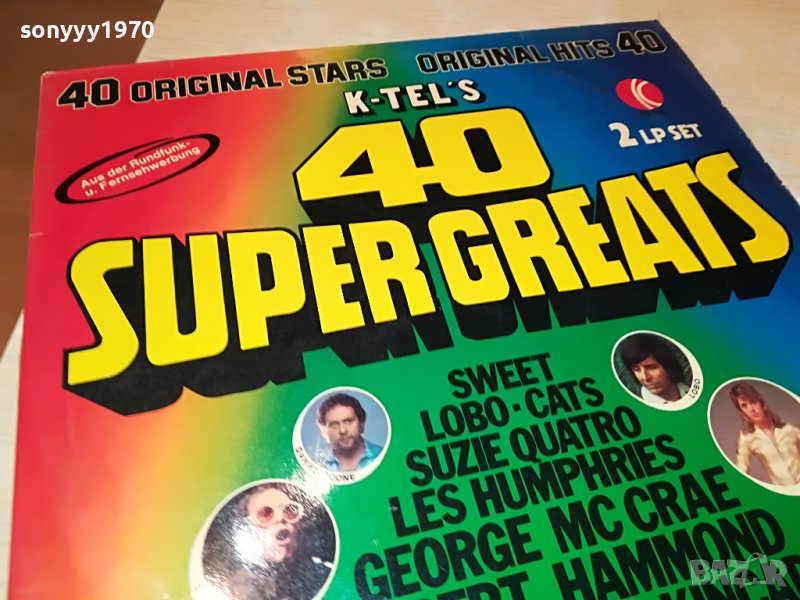 sonyyy1970
40 ORIGINAL STARS ORIGINAL HITS 40
K-TEL'S
40
SUPER GREATS
2 LP SET
Aus der Rundfunk-
u. Fernsehwerbung
SWEET
LOBO·CATS
SUZIE QUATRO
LES HUMPHRIES
GEORGE MC CRAE
HAMMOND
LOBO
BAZAR